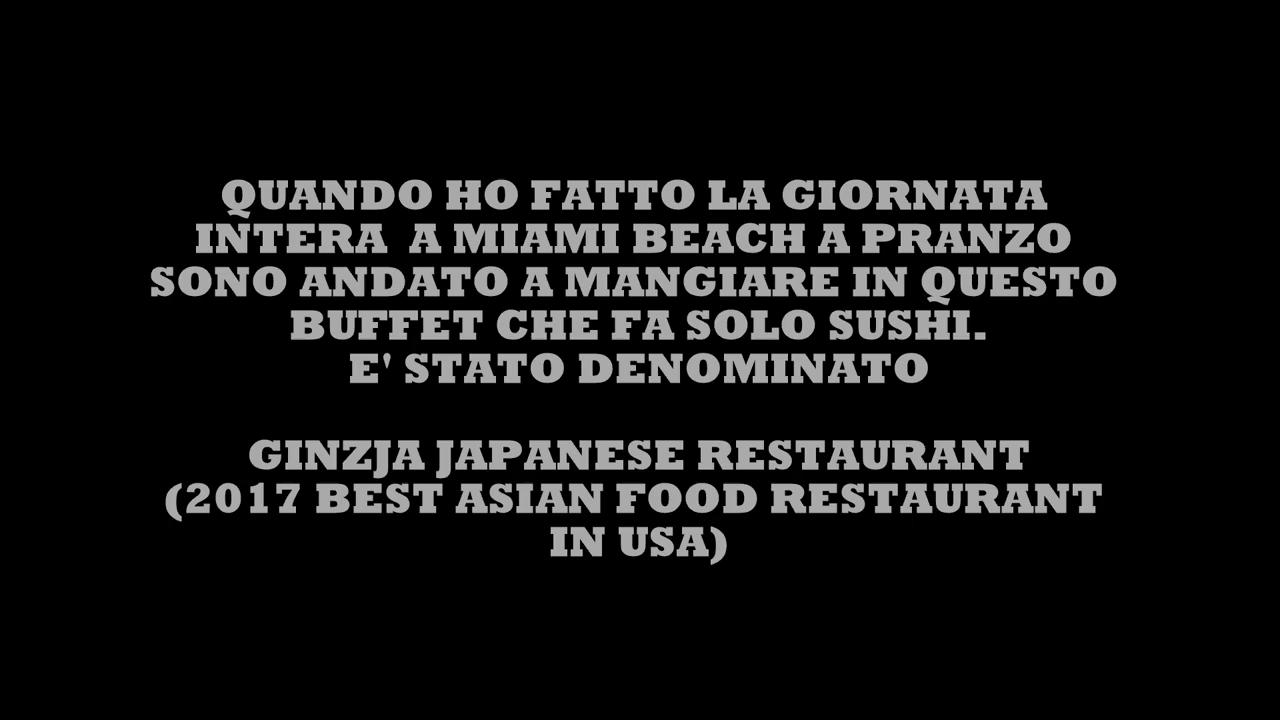 QUANDO HO FATTO LA GIORNATA
INTERA  A MIAMI BEACH A PRANZO
SONO ANDATO A MANGIARE IN QUESTO
BUFFET CHE FA SOLO SUSHI.
E' STATO DENOMINATO
GINZJA JAPANESE RESTAURANT
(2017 BEST ASIAN FOOD RESTAURANT
IN USA)